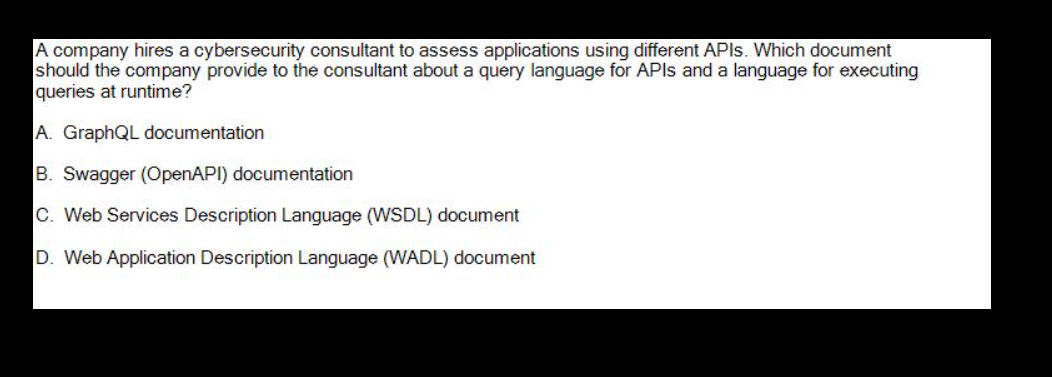 A company hires a cybersecurity consultant to assess applications using different APIs. Which document
should the company provide to the consultant about a query language for APIs and a language for executing
queries at runtime?
A. GraphQL documentation
B. Swagger (OpenAPI) documentation
C. Web Services Description Language (WSDL) document
D. Web Application Description Language (WADL) document